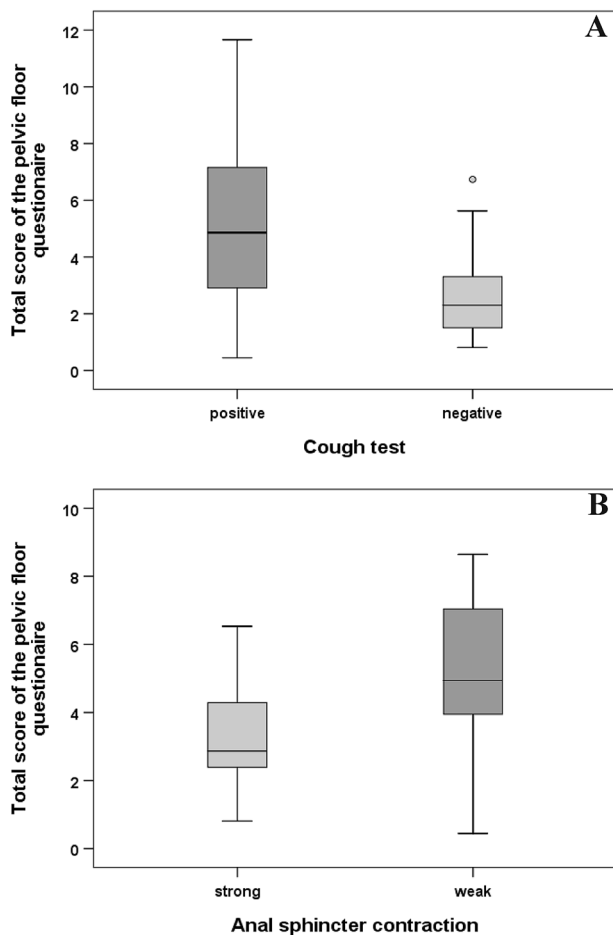 A
Total score of the pelvic floor
questionaire
12
10
8
6
4
2
0
positive
negative
Cough test
B
Total score of the pelvic floor
questionaire
10
8
6
4
2
0
strong
weak
Anal sphincter contraction